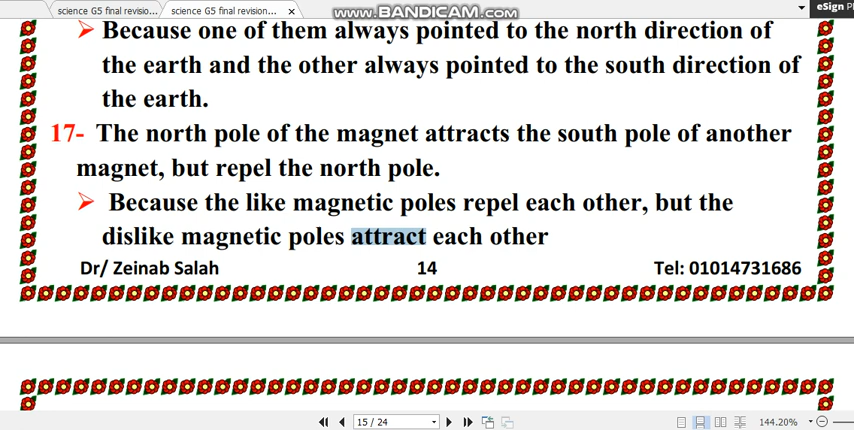 science G5 final revisio...
science G5 final revision...
×
www.BANDICAM.com
eSign P
➢ Because one of them always pointed to the north direction of
the earth and the other always pointed to the south direction of
the earth.
17- The north pole of the magnet attracts the south pole of another
magnet, but repel the north pole.
➢ Because the like magnetic poles repel each other, but the
dislike magnetic poles attract each other
Dr/ Zeinab Salah 14 Tel: 01014731686
15 / 24
144.20%